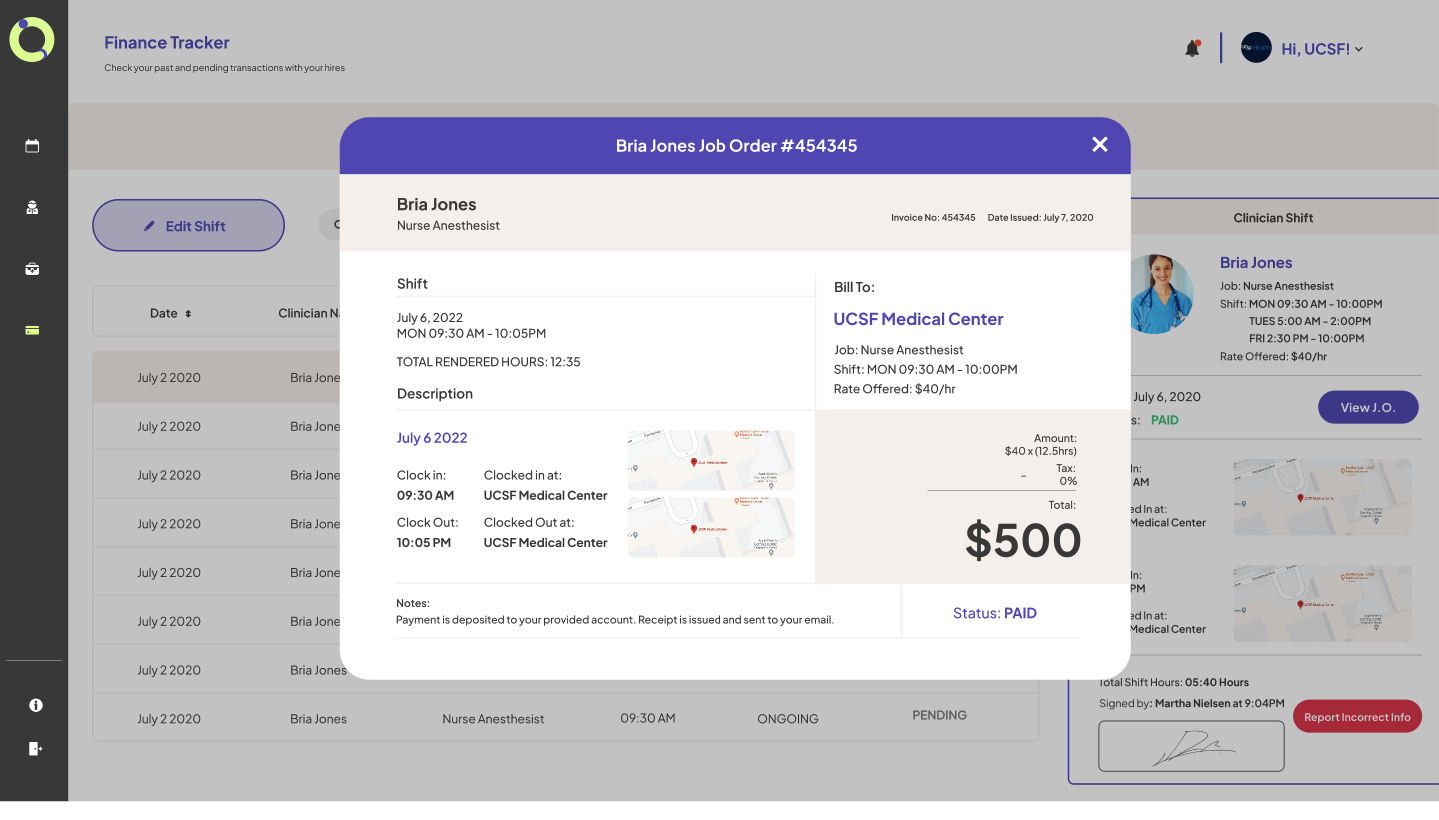 Finance Tracker
Check your past and pending transactions with your hires
Hi, UCSF!
Bria Jones Job Order #454345
Bria Jones
Nurse Anesthesist
Invoice No: 454345 Date Issued: July 7, 2020
Shift
July 6, 2022
MON 09:30 AM - 10:05PM
TOTAL RENDERED HOURS: 12:35
Description
Bill To:
UCSF Medical Center
Job: Nurse Anesthesist
Shift: MON 09:30 AM - 10:00PM
Rate Offered: $40/hr
July 6 2022
Clock in:
09:30 AM
Clocked in at:
UCSF Medical Center
Clock Out:
10:05 PM
Clocked Out at:
UCSF Medical Center
Amount:
$40 x (12.5hrs)
Tax:
- 0%
Total:
$500
Notes:
Payment is deposited to your provided account. Receipt is issued and sent to your email.
Status: PAID
Edit Shift
Date
Clinician N
July 2 2020 Bria Jone
July 2 2020 Bria Jone
July 2 2020 Bria Jone
July 2 2020 Bria Jone
July 2 2020 Bria Jone
July 2 2020 Bria Jone
July 2 2020 Bria Jones
July 2 2020 Bria Jones Nurse Anesthesist 09:30 AM ONGOING PENDING
Clinician Shift
Bria Jones
Job: Nurse Anesthesist
Shift: MON 09:30 AM - 10:00PM
TUES 5:00 AM - 2:00PM
FRI 2:30 PM - 10:00PM
Rate Offered: $40/hr
July 6, 2020
s: PAID
View J.O.
In:
AM
ed In at:
Medical Center
In:
PM
ed In at:
Medical Center
Total Shift Hours: 05:40 Hours
Signed by: Martha Nielsen at 9:04PM
Report Incorrect Info